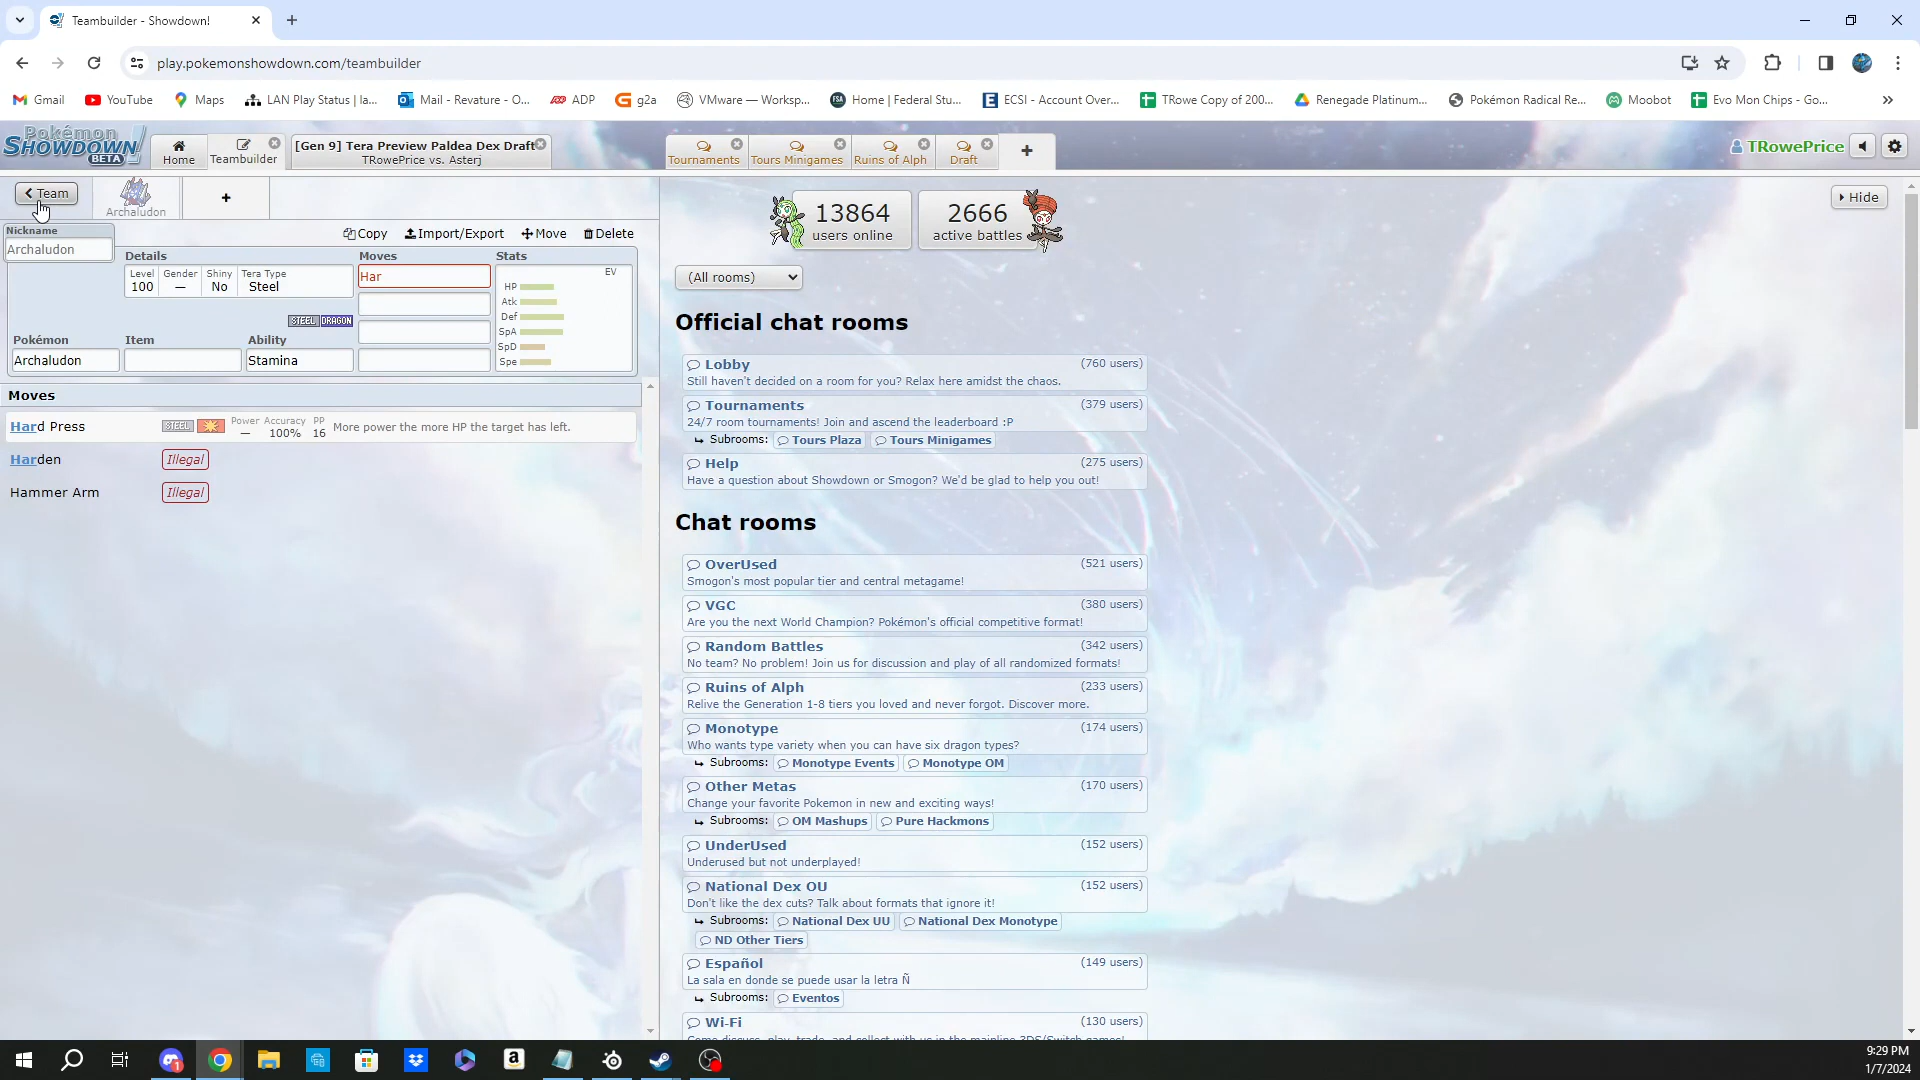 Teambuilder - Showdown!
play.pokemonshowdown.com/teambuilder
Gmail
YouTube
Maps
LAN Play Status | la...
Mail - Revature - O...
ADP
g2a
VMware — Worksp...
Home | Federal Stu...
ECSI - Account Over...
TRowe Copy of 200...
Renegade Platinum...
Pokémon Radical Re...
Moobot
Evo Mon Chips - Go...
Pokémon
SHOWDOWN!
BETA
Home
Teambuilder
[Gen 9] Tera Preview Paldea Dex Draft
TRowePrice vs. Asterj
Tournaments
Tours Minigames
Ruins of Alph
Draft
TRowePrice
Team
Archaludon
Nickname
Archaludon
Copy
Import/Export
Move
Delete
Details
Moves
Stats
Level
100
Gender
—
Shiny
No
Tera Type
Steel
Har
EV
HP
Atk
Def
SpA
SpD
Spe
STEEL DRAGON
Pokémon
Item
Ability
Archaludon
Stamina
Moves
Hard Press
STEEL
Power
—
Accuracy
100%
PP
16
More power the more HP the target has left.
Harden
Illegal
Hammer Arm
Illegal
13864
users online
2666
active battles
Hide
(All rooms)
Official chat rooms
Lobby
(760 users)
Still haven't decided on a room for you? Relax here amidst the chaos.
Tournaments
(379 users)
24/7 room tournaments! Join and ascend the leaderboard :P
Subrooms: Tours Plaza Tours Minigames
Help
(275 users)
Have a question about Showdown or Smogon? We'd be glad to help you out!
Chat rooms
OverUsed
(521 users)
Smogon's most popular tier and central metagame!
VGC
(380 users)
Are you the next World Champion? Pokémon's official competitive format!
Random Battles
(342 users)
No team? No problem! Join us for discussion and play of all randomized formats!
Ruins of Alph
(233 users)
Relive the Generation 1-8 tiers you loved and never forgot. Discover more.
Monotype
(174 users)
Who wants type variety when you can have six dragon types?
Subrooms: Monotype Events Monotype OM
Other Metas
(170 users)
Change your favorite Pokemon in new and exciting ways!
Subrooms: OM Mashups Pure Hackmons
UnderUsed
(152 users)
Underused but not underplayed!
National Dex OU
(152 users)
Don't like the dex cuts? Talk about formats that ignore it!
Subrooms: National Dex UU National Dex Monotype
ND Other Tiers
Español
(149 users)
La sala en donde se puede usar la letra Ñ
Subrooms: Eventos
Wi-Fi
(130 users)
Come discuss, play, trade, and collect with us in the mainline 3DS/Switch games!
9:29 PM
1/7/2024